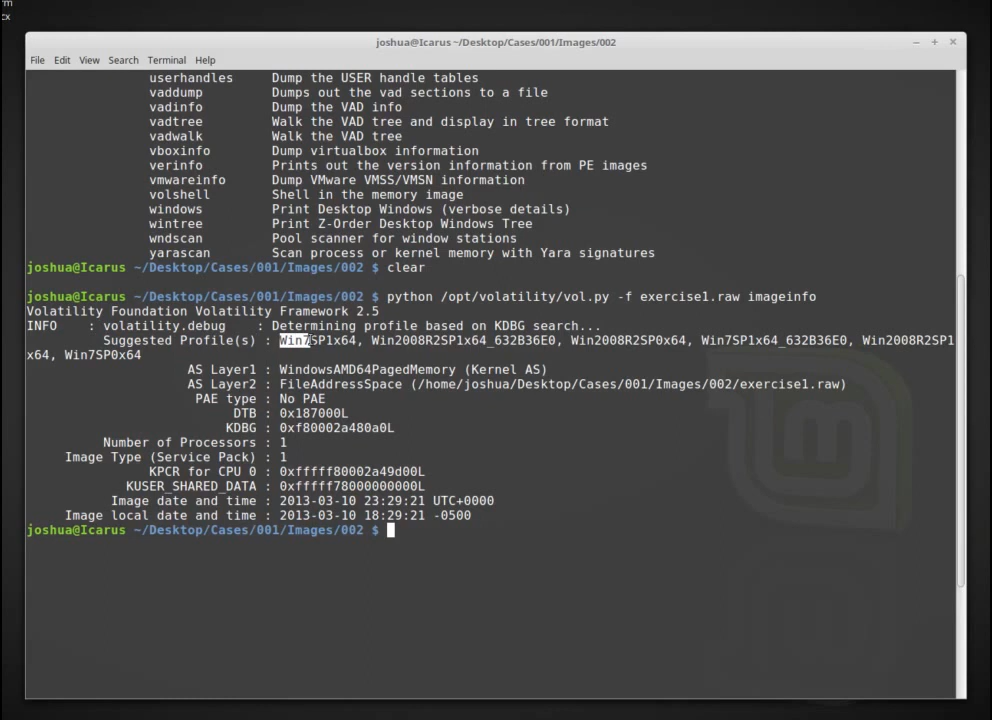 rm
cx
joshua@Icarus ~/Desktop/Cases/001/Images/002
File Edit View Search Terminal Help
userhandles Dump the USER handle tables
vaddump Dumps out the vad sections to a file
vadinfo Dump the VAD info
vadtree Walk the VAD tree and display in tree format
vadwalk Walk the VAD tree
vboxinfo Dump virtualbox information
verinfo Prints out the version information from PE images
vmwareinfo Dump VMware VMSS/VMSN information
volshell Shell in the memory image
windows Print Desktop Windows (verbose details)
wintree Print Z-Order Desktop Windows Tree
wndscan Pool scanner for window stations
yarascan Scan process or kernel memory with Yara signatures
joshua@Icarus ~/Desktop/Cases/001/Images/002 $ clear
joshua@Icarus ~/Desktop/Cases/001/Images/002 $ python /opt/volatility/vol.py -f exercise1.raw imageinfo
Volatility Foundation Volatility Framework 2.5
INFO : volatility.debug : Determining profile based on KDBG search...
Suggested Profile(s) : Win7SP1x64, Win2008R2SP1x64_632B36E0, Win2008R2SP0x64, Win7SP1x64_632B36E0, Win2008R2SP1
x64, Win7SP0x64
AS Layer1 : WindowsAMD64PagedMemory (Kernel AS)
AS Layer2 : FileAddressSpace (/home/joshua/Desktop/Cases/001/Images/002/exercise1.raw)
PAE type : No PAE
DTB : 0x187000L
KDBG : 0xf80002a480a0L
Number of Processors : 1
Image Type (Service Pack) : 1
KPCR for CPU 0 : 0xfffff80002a49d00L
KUSER_SHARED_DATA : 0xfffff78000000000L
Image date and time : 2013-03-10 23:29:21 UTC+0000
Image local date and time : 2013-03-10 18:29:21 -0500
joshua@Icarus ~/Desktop/Cases/001/Images/002 $